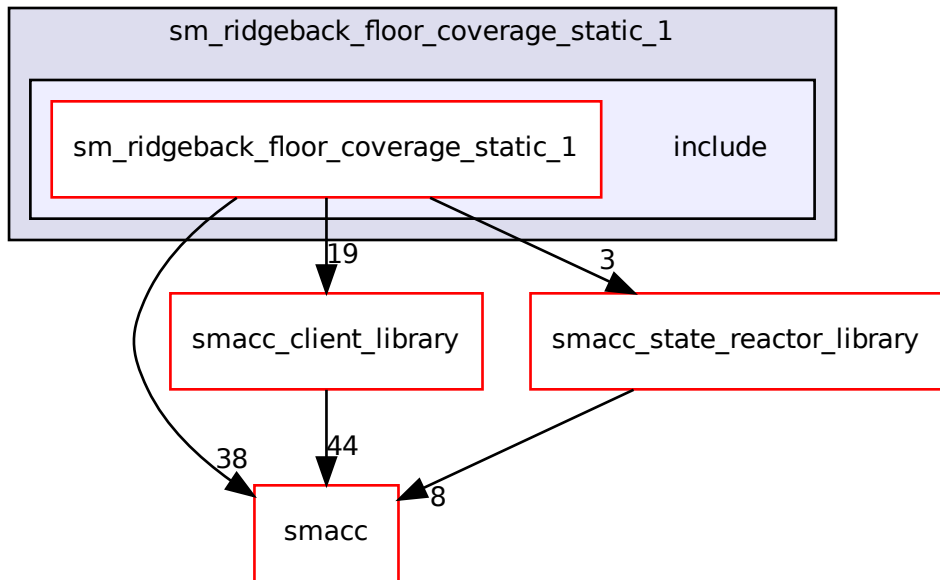 sm_ridgeback_floor_coverage_static_1
sm_ridgeback_floor_coverage_static_1
include
19
3
smacc_client_library
smacc_state_reactor_library
38
44
8
smacc